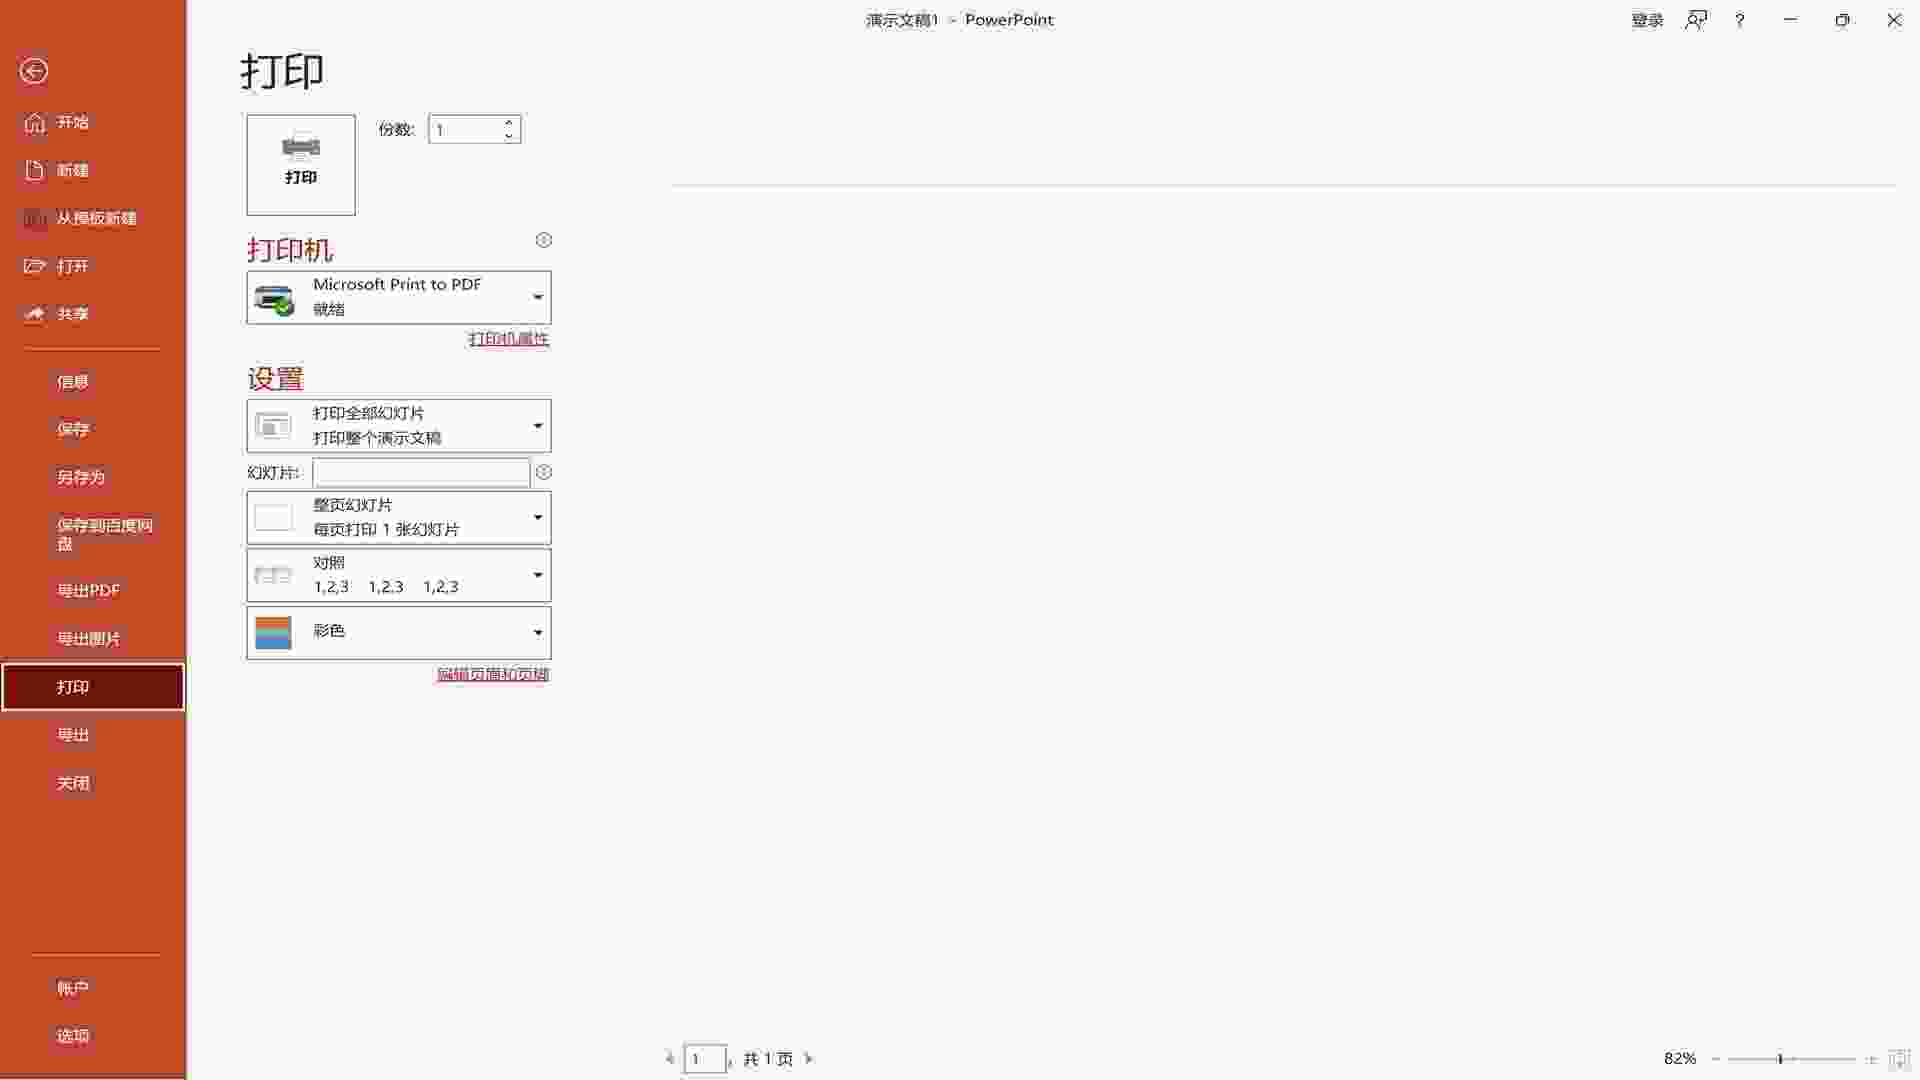 演示文稿1 - PowerPoint
登录
?
开始
新建
从模板新建
打开
共享
信息
保存
另存为
保存到百度网
盘
导出PDF
导出图片
打印
导出
关闭
帐户
选项
打印
打印
份数: 1
打印机
Microsoft Print to PDF
就绪
打印机属性
设置
打印全部幻灯片
打印整个演示文稿
幻灯片:
整页幻灯片
每页打印 1 张幻灯片
对照
1,2,3 1,2,3 1,2,3
彩色
编辑页眉和页脚
1 共 1 页
82%